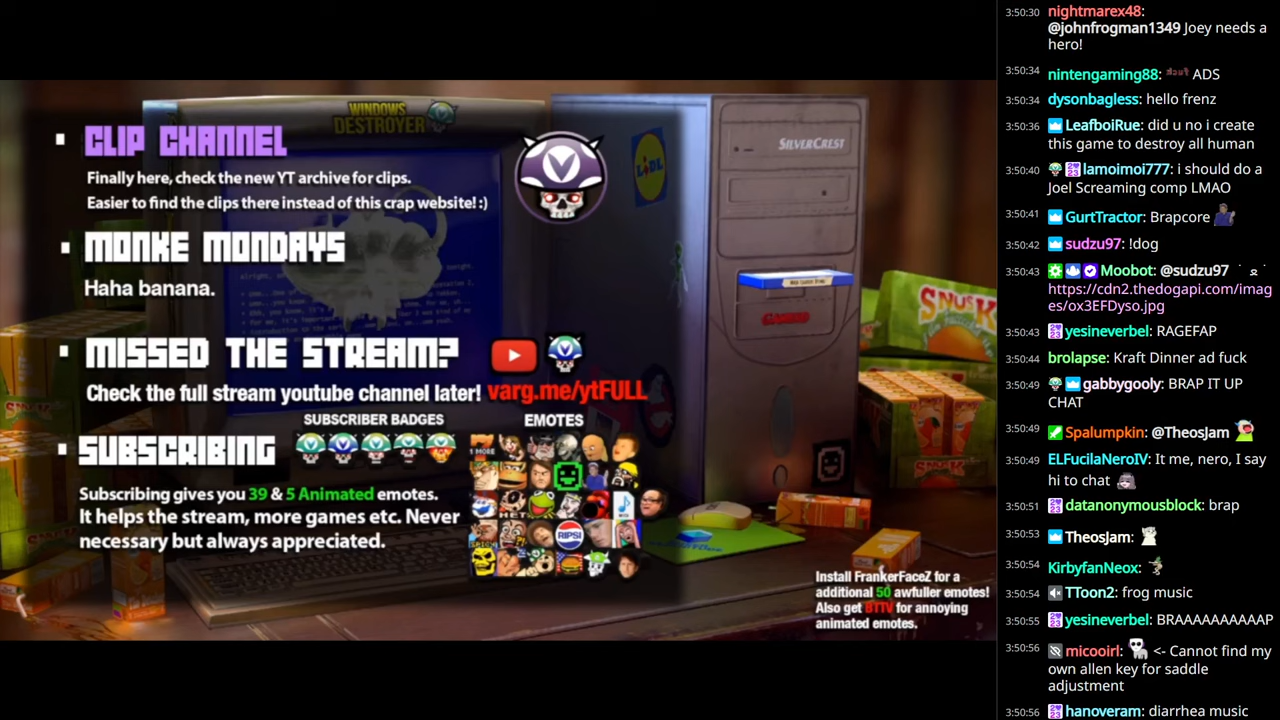 WINDOWS
DESTROYER
CLIP CHANNEL
Finally here, check the new YT archive for clips.
Easier to find the clips there instead of this crap website! :)
MONKE MONDAYS
Haha banana.
MISSED THE STREAM?
Check the full stream youtube channel later! varg.me/ytFULL
SUBSCRIBER BADGES
EMOTES
SUBSCRIBING
Subscribing gives you 39 & 5 Animated emotes.
It helps the stream, more games etc. Never
necessary but always appreciated.
PEPSI
LIDL
SILVERCREST
SNUSK
Install FrankerFaceZ for a
additional 50 awfuller emotes!
Also get BTTV for annoying
animated emotes.
3:50:30 nightmarex48:
@johnfrogman1349 Joey needs a
hero!
3:50:34 nintengaming88: ADS
3:50:34 dysonbagless: hello frenz
3:50:36 LeafboiRue: did u no i create
this game to destroy all human
3:50:40 lamoimoi777: i should do a
Joel Screaming comp LMAO
3:50:41 GurtTractor: Brapcore
3:50:42 sudzu97: !dog
3:50:43 Moobot: @sudzu97
https://cdn2.thedogapi.com/imag
es/ox3EFDyso.jpg
3:50:43 yesineverbel: RAGEFAP
3:50:44 brolapse: Kraft Dinner ad fuck
3:50:49 gabbygooly: BRAP IT UP
CHAT
3:50:49 Spalumpkin: @TheosJam
3:50:49 ELFucilaNeroIV: It me, nero, I say
hi to chat
3:50:51 datanonymousblock: brap
3:50:53 TheosJam:
3:50:54 KirbyfanNeox:
3:50:54 TToon2: frog music
3:50:55 yesineverbel: BRAAAAAAAAAP
3:50:56 micooirl: <- Cannot find my
own allen key for saddle
adjustment
3:50:56 hanoveram: diarrhea music